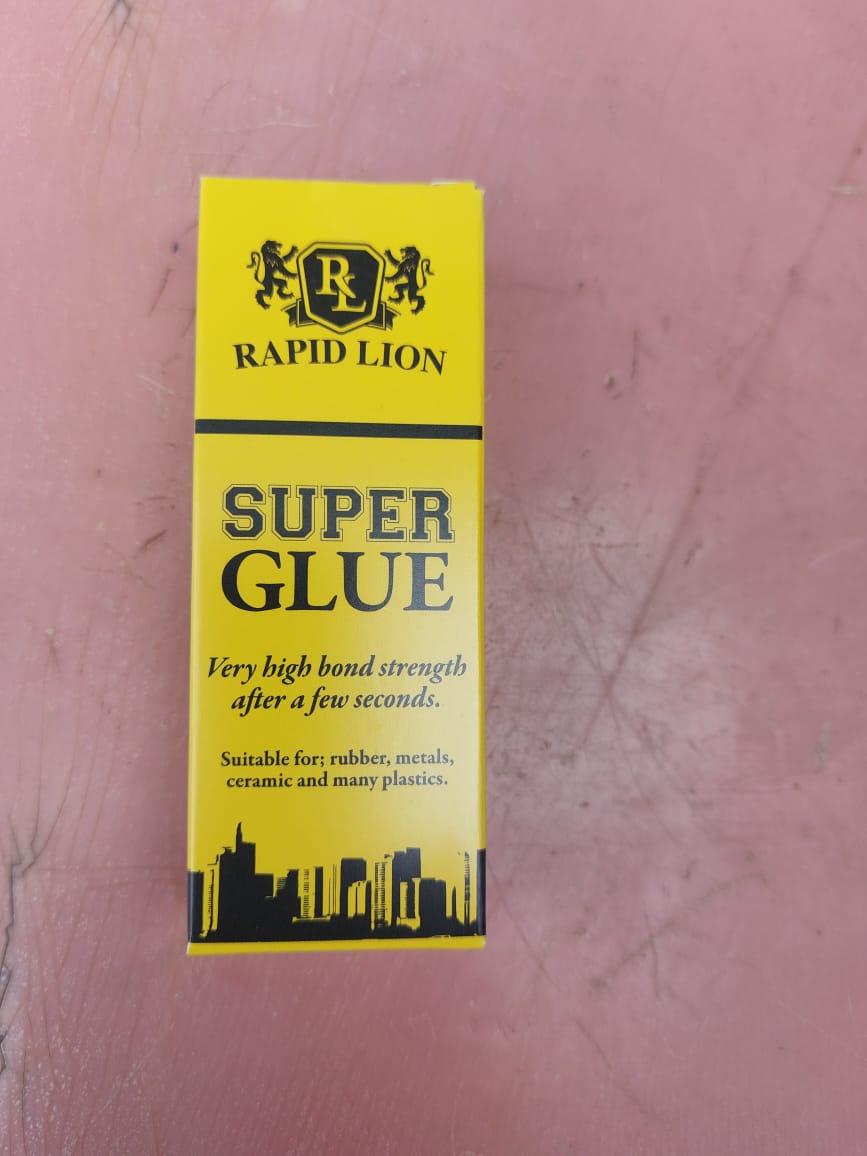 RL
RAPID LION
SUPER
GLUE
Very high bond strength
after a few seconds.
Suitable for; rubber, metals,
ceramic and many plastics.